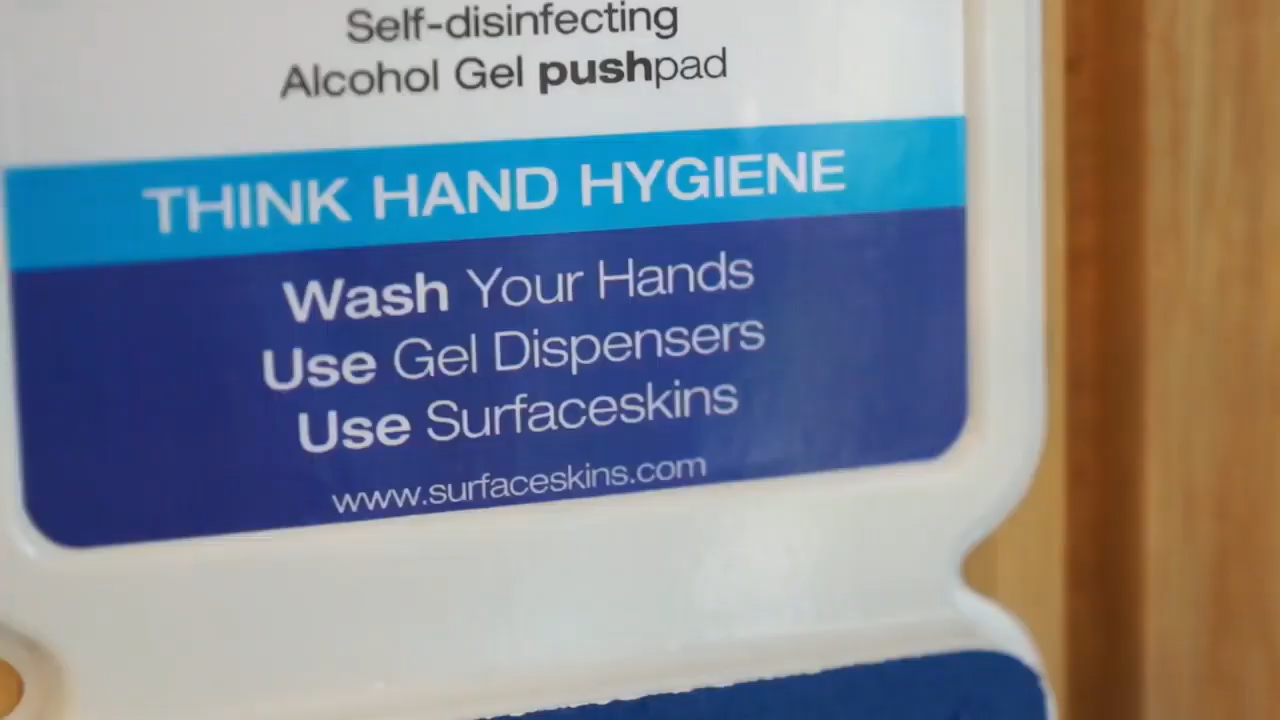 Self-disinfecting
Alcohol Gel pushpad
THINK HAND HYGIENE
Wash Your Hands
Use Gel Dispensers
Use Surfaceskins
www.surfaceskins.com